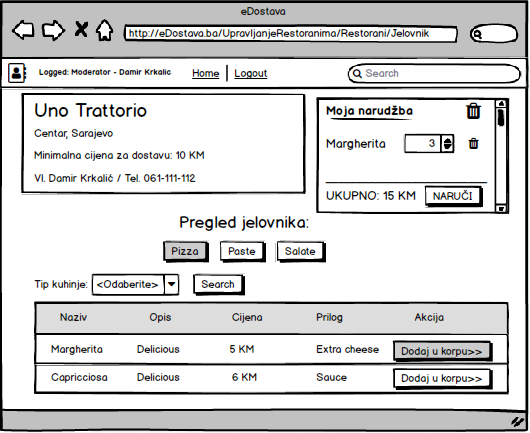 eDostava
http://eDostava.ba/UpravljanjeRestoranima/Restorani/Jelovnik
Logged: Moderator - Damir Krkalic Home Logout Search
Uno Trattorio
Centar, Sarajevo
Minimalna cijena za dostavu: 10 KM
Vl. Damir Krkalić / Tel. 061-111-112
Moja narudžba
Margherita 3
UKUPNO: 15 KM NARUČI
Pregled jelovnika:
Pizza Paste Salate
Tip kuhinje: <Odaberite> Search
Naziv Opis Cijena Prilog Akcija
Margherita Delicious 5 KM Extra cheese Dodaj u korpu>>
Capricciosa Delicious 6 KM Sauce Dodaj u korpu>>